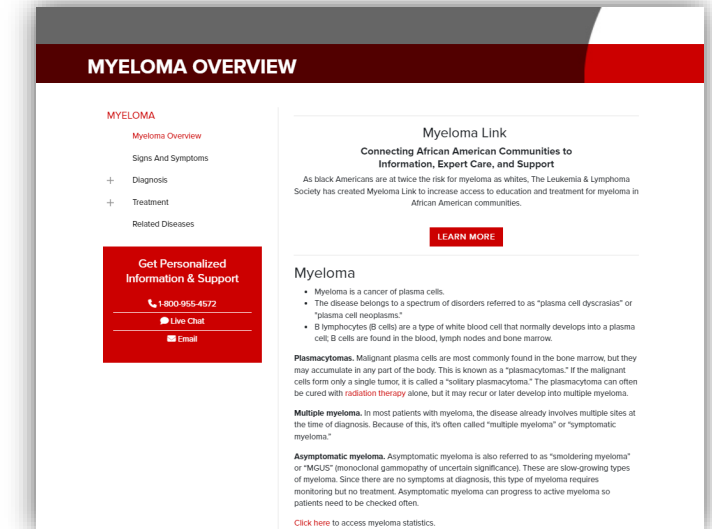 MYELOMA OVERVIEW
MYELOMA
Myeloma Overview
Signs And Symptoms
Diagnosis
Treatment
Related Diseases
Get Personalized
Information & Support
1-800-955-4572
Live Chat
Email
Myeloma Link
Connecting African American Communities to
Information, Expert Care, and Support
As black Americans are at twice the risk for myeloma as whites, The Leukemia & Lymphoma
Society has created Myeloma Link to increase access to education and treatment for myeloma in
African American communities.
LEARN MORE
Myeloma
• Myeloma is a cancer of plasma cells.
• The disease belongs to a spectrum of disorders referred to as "plasma cell dyscrasias" or
"plasma cell neoplasms."
• B lymphocytes (B cells) are a type of white blood cell that normally develops into a plasma
cell; B cells are found in the blood, lymph nodes and bone marrow.
Plasmacytomas. Malignant plasma cells are most commonly found in the bone marrow, but they
may accumulate in any part of the body. This is known as a "plasmacytomas." If the malignant
cells form only a single tumor, it is called a "solitary plasmacytoma." The plasmacytoma can often
be cured with radiation therapy alone, but it may recur or later develop into multiple myeloma.
Multiple myeloma. In most patients with myeloma, the disease already involves multiple sites at
the time of diagnosis. Because of this, it's often called "multiple myeloma" or "symptomatic
myeloma."
Asymptomatic myeloma. Asymptomatic myeloma is also referred to as "smoldering myeloma"
or "MGUS" (monoclonal gammopathy of uncertain significance). These are slow-growing types
of myeloma. Since there are no symptoms at diagnosis, this type of myeloma requires
monitoring but no treatment. Asymptomatic myeloma can progress to active myeloma so
patients need to be checked often.
Click here to access myeloma statistics.